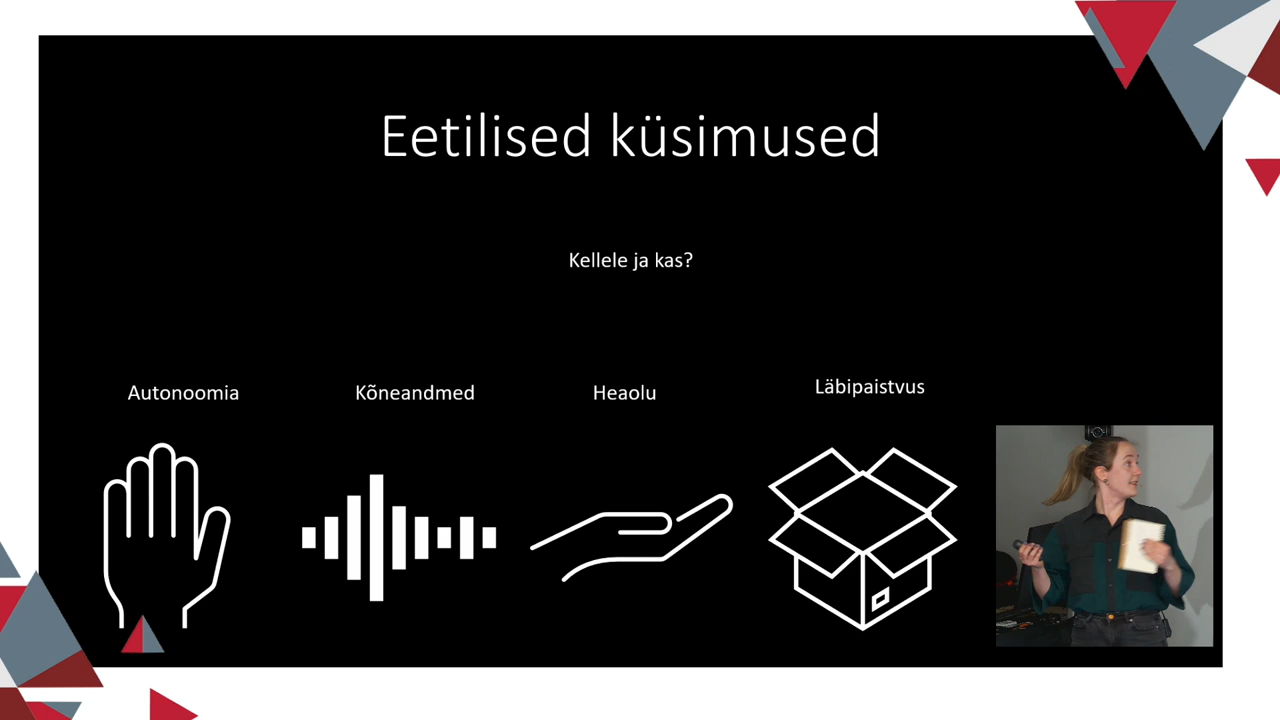 Eetilised küsimused
Kellele ja kas?
Autonoomia
Kõneandmed
Heaolu
Läbipaistvus